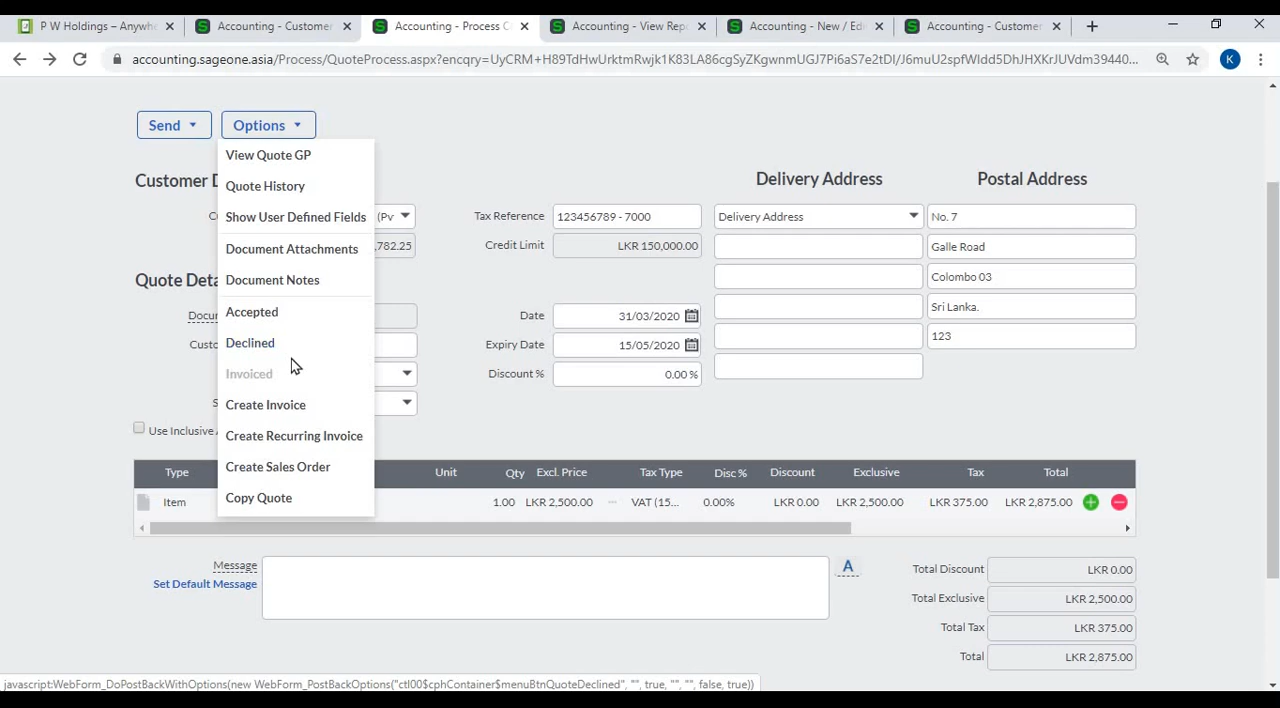 P W Holdings – Anywh
Accounting - Customer
Accounting - Process C
Accounting - View Repo
Accounting - New / Edi
Accounting - Customer
accounting.sageone.asia/Process/QuoteProcess.aspx?encqry=UyCRM+H89TdHwUrktmRwjk1K83LA86cgSyZKgwnmUGJ7Pi6aS7e2tDI/J6muU2spfWIdd5DhJHXKrJUVdm39440...
K
Send
Options
View Quote GP
Quote History
Show User Defined Fields
Document Attachments
Document Notes
Accepted
Declined
Invoiced
Create Invoice
Create Recurring Invoice
Create Sales Order
Copy Quote
Customer D
(Pv
,782.25
Tax Reference 123456789 - 7000
Credit Limit LKR 150,000.00
Delivery Address
Delivery Address
Postal Address
No. 7
Galle Road
Colombo 03
Sri Lanka.
123
Quote Deta
Docu
Custo
S
Use Inclusive
Date 31/03/2020
Expiry Date 15/05/2020
Discount % 0.00 %
Type Unit Qty Excl. Price Tax Type Disc % Discount Exclusive Tax Total
Item 1.00 LKR 2,500.00 ... VAT (15... 0.00% LKR 0.00 LKR 2,500.00 LKR 375.00 LKR 2,875.00
Message
Set Default Message
A
Total Discount LKR 0.00
Total Exclusive LKR 2,500.00
Total Tax LKR 375.00
Total LKR 2,875.00
javascript:WebForm_DoPostBackWithOptions(new WebForm_PostBackOptions("ctl00$cphContainer$menuBtnQuoteDeclined", "", true, "", "", false, true))